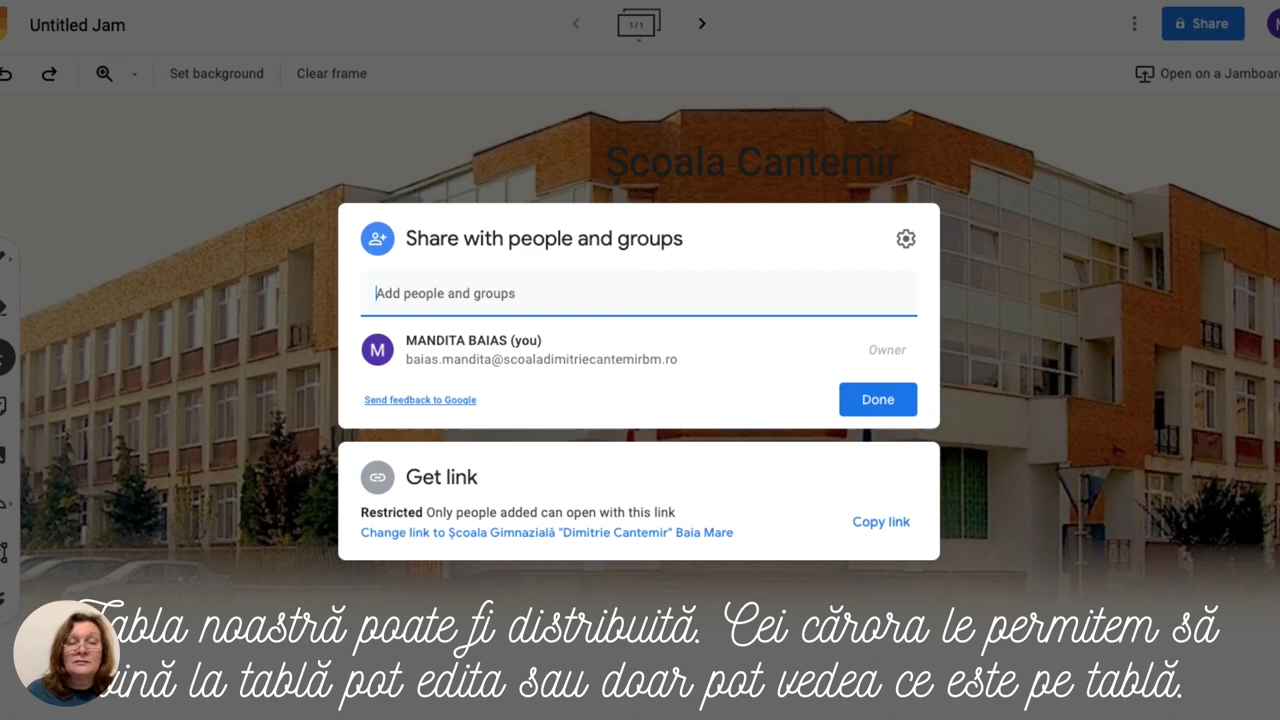 Untitled Jam
1/1
Share
Set background
Clear frame
Open on a Jamboar
Școala Cantemir
Share with people and groups
Add people and groups
M
MANDITA BAIAS (you)
baias.mandita@scoaladimitriecantemirbm.ro
Owner
Send feedback to Google
Done
Get link
Restricted Only people added can open with this link
Change link to Școala Gimnazială "Dimitrie Cantemir" Baia Mare
Copy link
Tabla noastră poate fi distribuită. Cei cărora le permitem să
vină la tablă pot edita sau doar pot vedea ce este pe tablă.